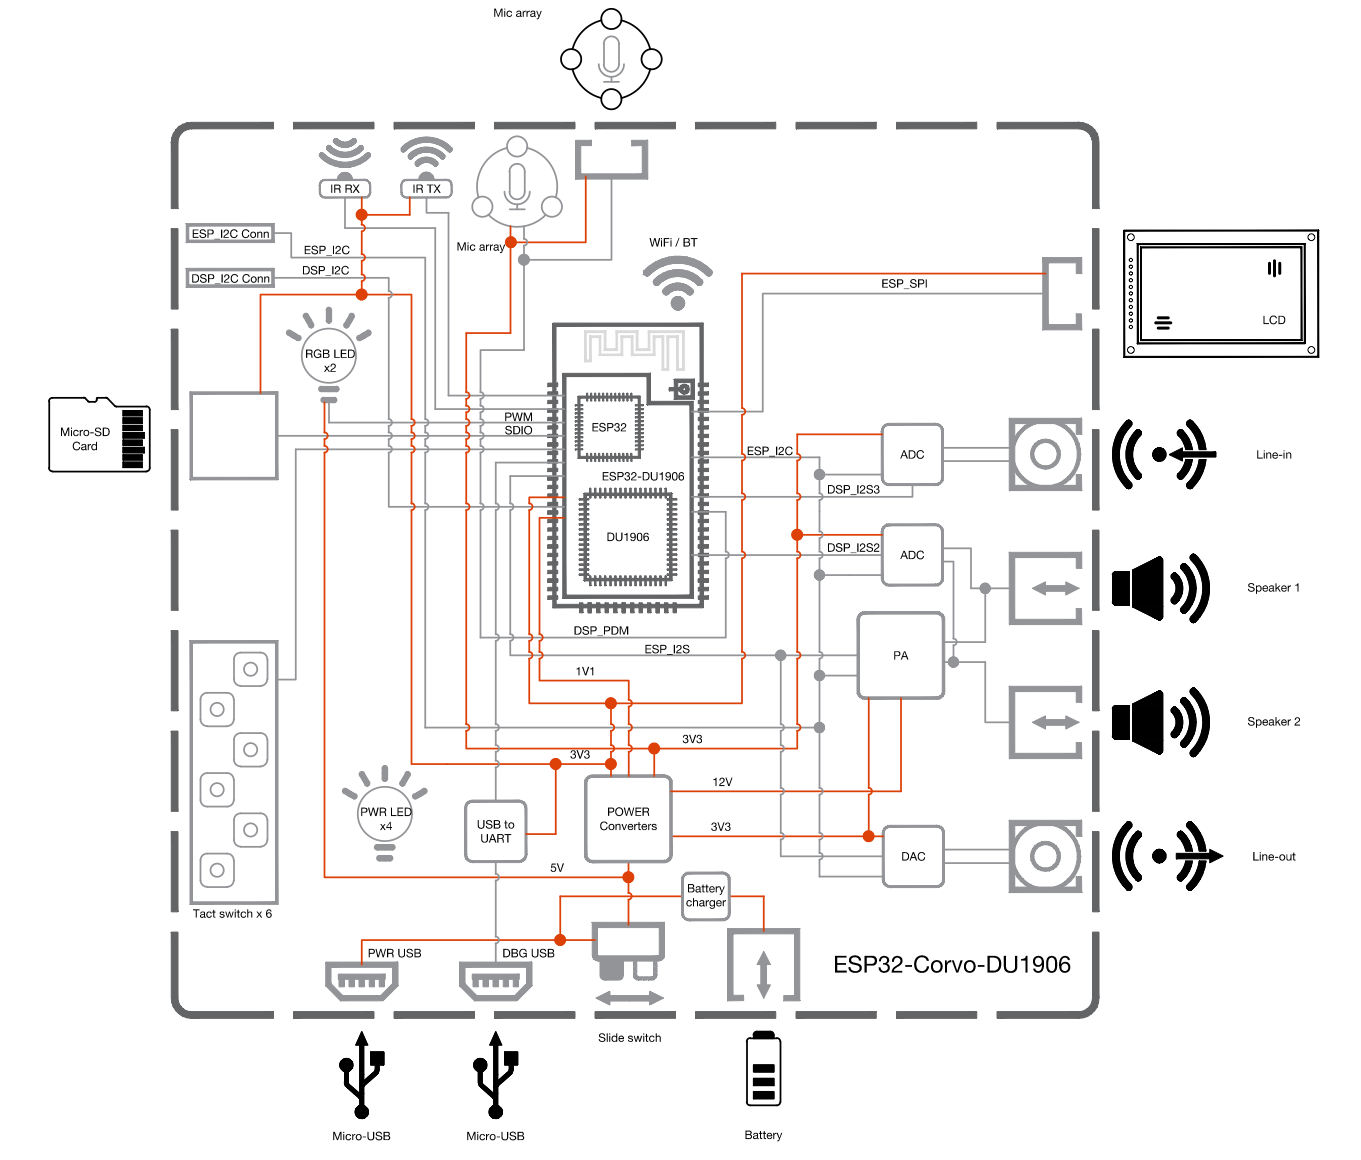 Mic array
IR RX
IR TX
ESP_I2C Conn
ESP_I2C
Mic array
WiFi / BT
DSP_I2C Conn
DSP_I2C
ESP_SPI
LCD
RGB LED
x2
Micro-SD
Card
PWM
SDIO
ESP32
ESP_I2C
ADC
Line-in
ESP32-DU1906
DSP_I2S3
DU1906
DSP_I2S2
ADC
Speaker 1
DSP_PDM
ESP_I2S
PA
1V1
Speaker 2
3V3
3V3
12V
PWR LED
x4
USB to
UART
POWER
Converters
3V3
DAC
Line-out
5V
Battery
charger
Tact switch x 6
PWR USB
DBG USB
ESP32-Corvo-DU1906
Slide switch
Micro-USB
Micro-USB
Battery